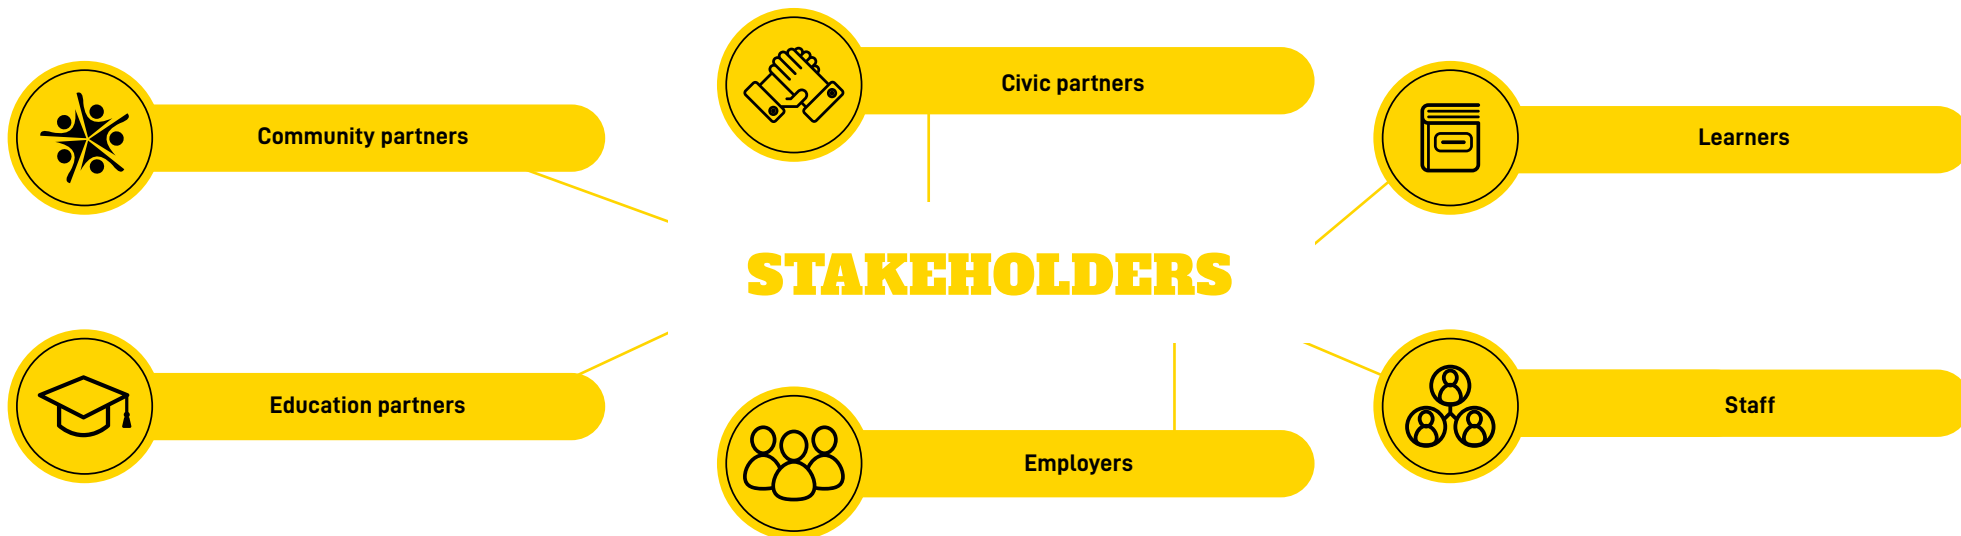 Civic partners
Community partners
Learners
STAKEHOLDERS
Education partners
Staff
Employers